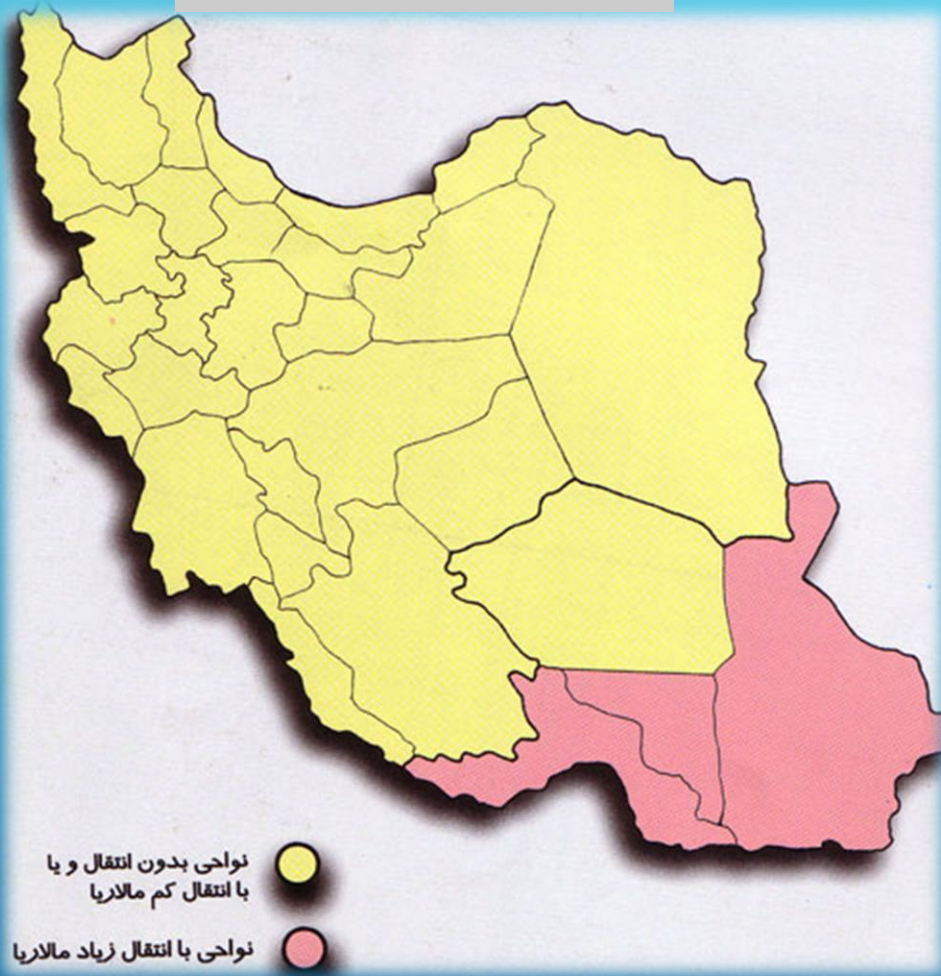 نواحی بدون انتقال و یا
با انتقال کم مالاریا
نواحی با انتقال زیاد مالاریا